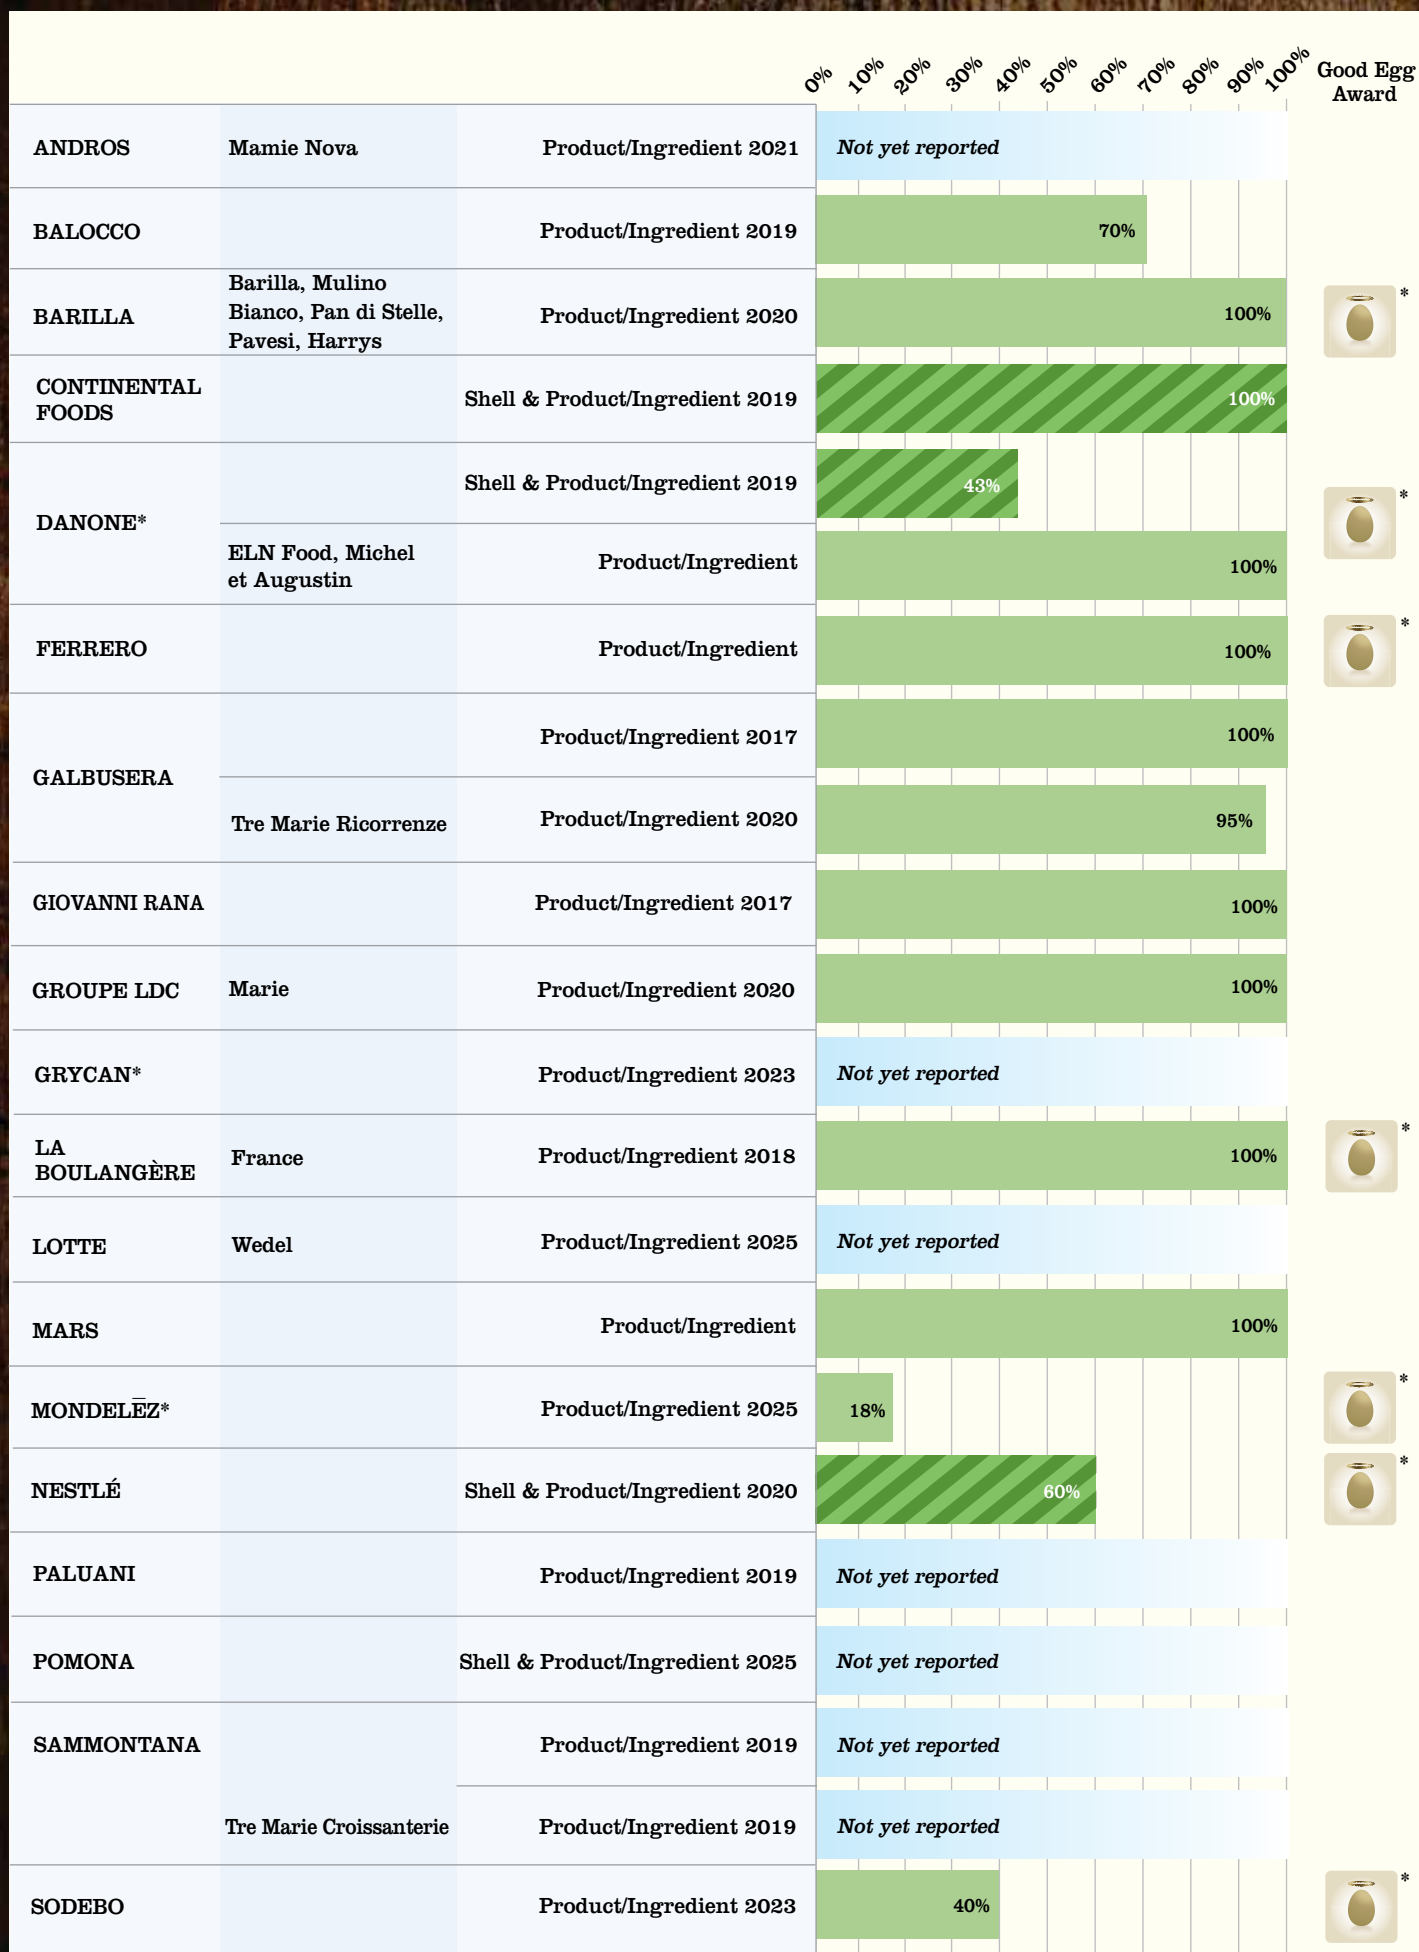 0% 10% 20% 30% 40% 50% 60% 70% 80% 90% 100%
Good Egg
Award
ANDROS Mamie Nova Product/Ingredient 2021 Not yet reported
BALOCCO Product/Ingredient 2019 70%
BARILLA
Barilla, Mulino
Bianco, Pan di Stelle,
Pavesi, Harrys
Product/Ingredient 2020 100% *
CONTINENTAL
FOODS
Shell & Product/Ingredient 2019 100%
DANONE*
Shell & Product/Ingredient 2019 43% *
ELN Food, Michel
et Augustin
Product/Ingredient 100%
FERRERO Product/Ingredient 100% *
GALBUSERA
Product/Ingredient 2017 100%
Tre Marie Ricorrenze Product/Ingredient 2020 95%
GIOVANNI RANA Product/Ingredient 2017 100%
GROUPE LDC Marie Product/Ingredient 2020 100%
GRYCAN* Product/Ingredient 2023 Not yet reported
LA
BOULANGÈRE
France Product/Ingredient 2018 100% *
LOTTE Wedel Product/Ingredient 2025 Not yet reported
MARS Product/Ingredient 100%
MONDELĒZ* Product/Ingredient 2025 18% *
NESTLÉ Shell & Product/Ingredient 2020 60% *
PALUANI Product/Ingredient 2019 Not yet reported
POMONA Shell & Product/Ingredient 2025 Not yet reported
SAMMONTANA Product/Ingredient 2019 Not yet reported
Tre Marie Croissanterie Product/Ingredient 2019 Not yet reported
SODEBO Product/Ingredient 2023 40% *